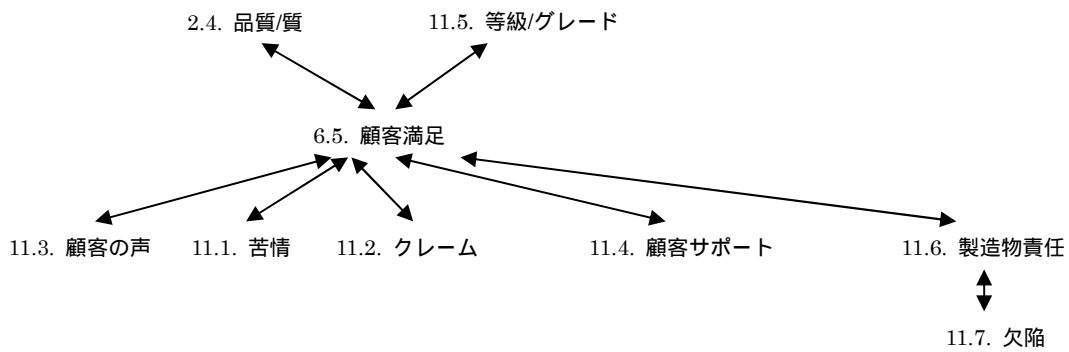 2.4. 品質/質 11.5. 等級/グレード
6.5. 顧客満足
11.3. 顧客の声 11.1. 苦情 11.2. クレーム 11.4. 顧客サポート 11.6. 製造物責任
11.7. 欠陥